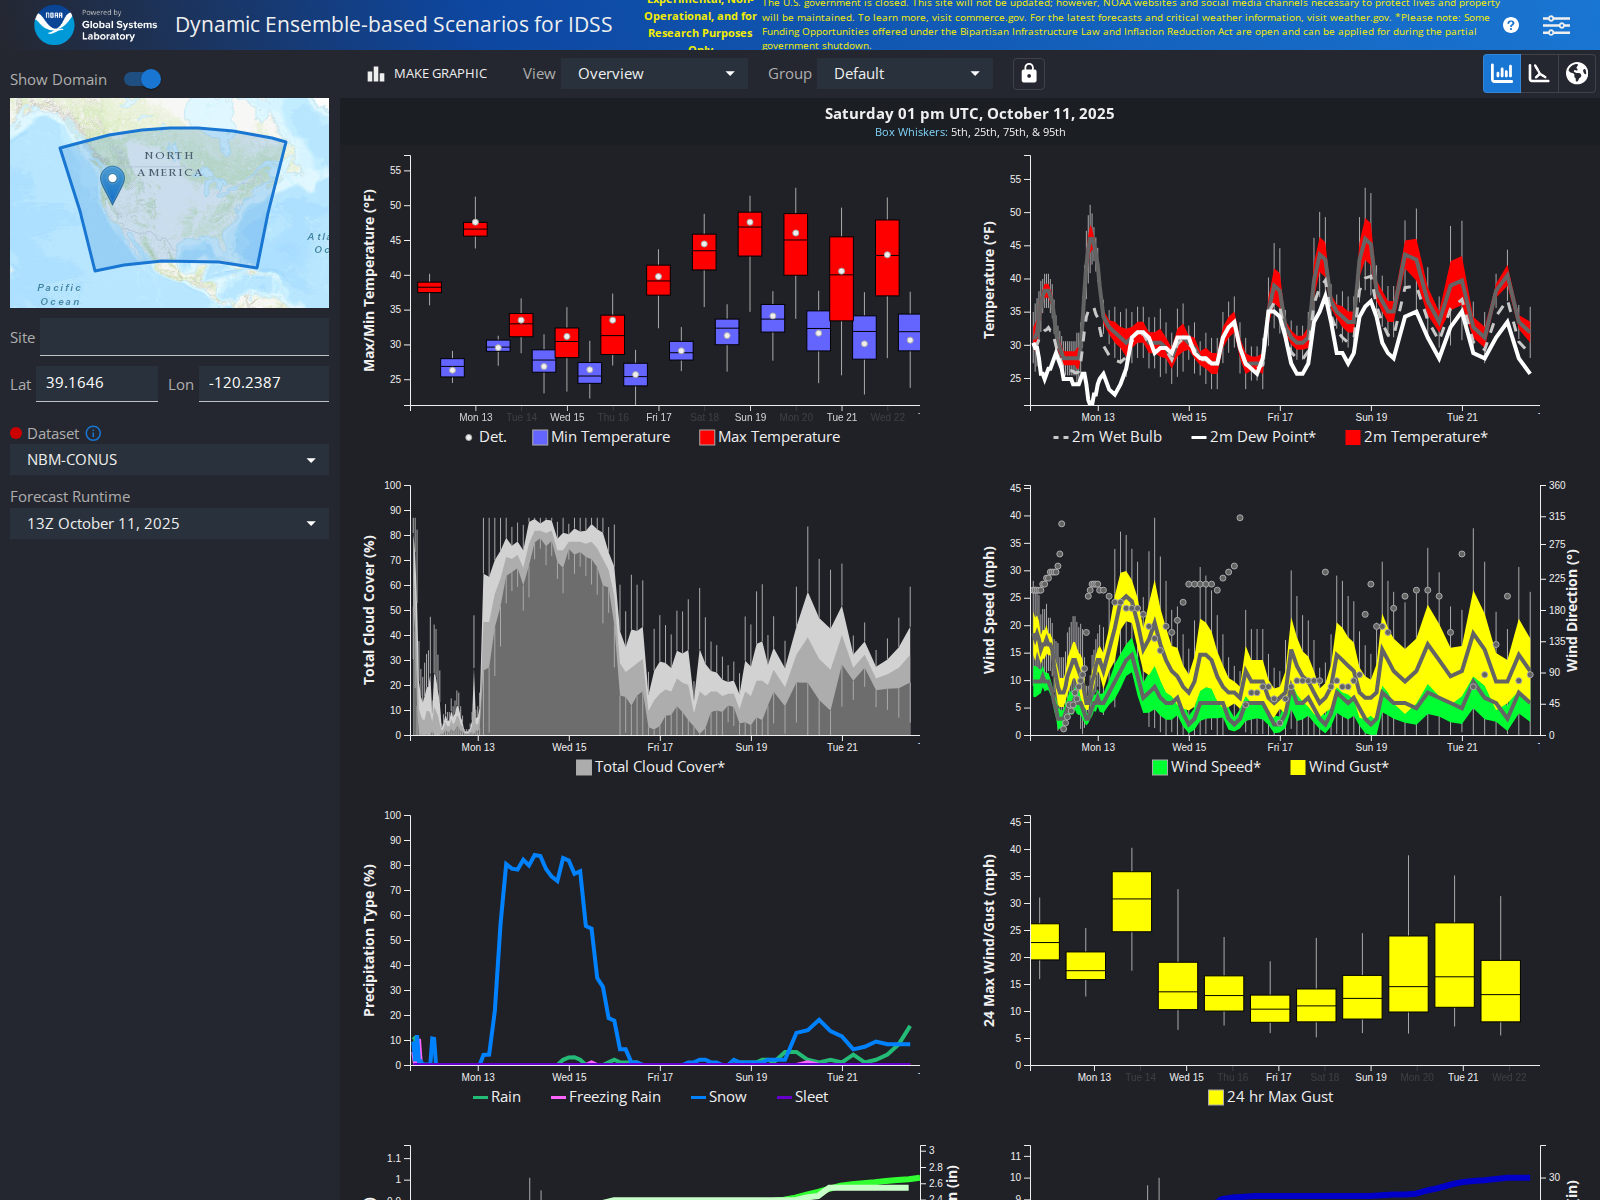 NOAA
Powered by
Global Systems
Laboratory
Dynamic Ensemble-based Scenarios for IDSS
Experimental, Non-
Operational, and for
Research Purposes
Only
The U.S. government is closed. This site will not be updated; however, NOAA websites and social media channels necessary to protect lives and property
will be maintained. To learn more, visit commerce.gov. For the latest forecasts and critical weather information, visit weather.gov. *Please note: Some
Funding Opportunities offered under the Bipartisan Infrastructure Law and Inflation Reduction Act are open and can be applied for during the partial
government shutdown.
?
Show Domain
MAKE GRAPHIC
View
Overview
Group
Default
NORTH
AMERICA
Pacific
Ocean
Site
Lat
39.1646
Lon
-120.2387
Dataset
NBM-CONUS
Forecast Runtime
13Z October 11, 2025
Saturday 01 pm UTC, October 11, 2025
Box Whiskers: 5th, 25th, 75th, & 95th
Max/Min Temperature (°F)
55
50
45
40
35
30
25
Mon 13 Tue 14 Wed 15 Thu 16 Fri 17 Sat 18 Sun 19 Mon 20 Tue 21 Wed 22
Det. Min Temperature Max Temperature
Temperature (°F)
55
50
45
40
35
30
25
Mon 13 Wed 15 Fri 17 Sun 19 Tue 21
2m Wet Bulb 2m Dew Point* 2m Temperature*
Total Cloud Cover (%)
100
90
80
70
60
50
40
30
20
10
0
Mon 13 Wed 15 Fri 17 Sun 19 Tue 21
Total Cloud Cover*
Wind Speed (mph)
45
40
35
30
25
20
15
10
5
0
360
315
275
225
180
135
90
45
0
Wind Direction (°)
Mon 13 Wed 15 Fri 17 Sun 19 Tue 21
Wind Speed* Wind Gust*
Precipitation Type (%)
100
90
80
70
60
50
40
30
20
10
0
Mon 13 Wed 15 Fri 17 Sun 19 Tue 21
Rain Freezing Rain Snow Sleet
24 Max Wind/Gust (mph)
45
40
35
30
25
20
15
10
5
0
Mon 13 Tue 14 Wed 15 Thu 16 Fri 17 Sat 18 Sun 19 Mon 20 Tue 21 Wed 22
24 hr Max Gust
1.1
1
0.9
3
2.8
2.6
2.4
(in)
11
10
9
30
in)